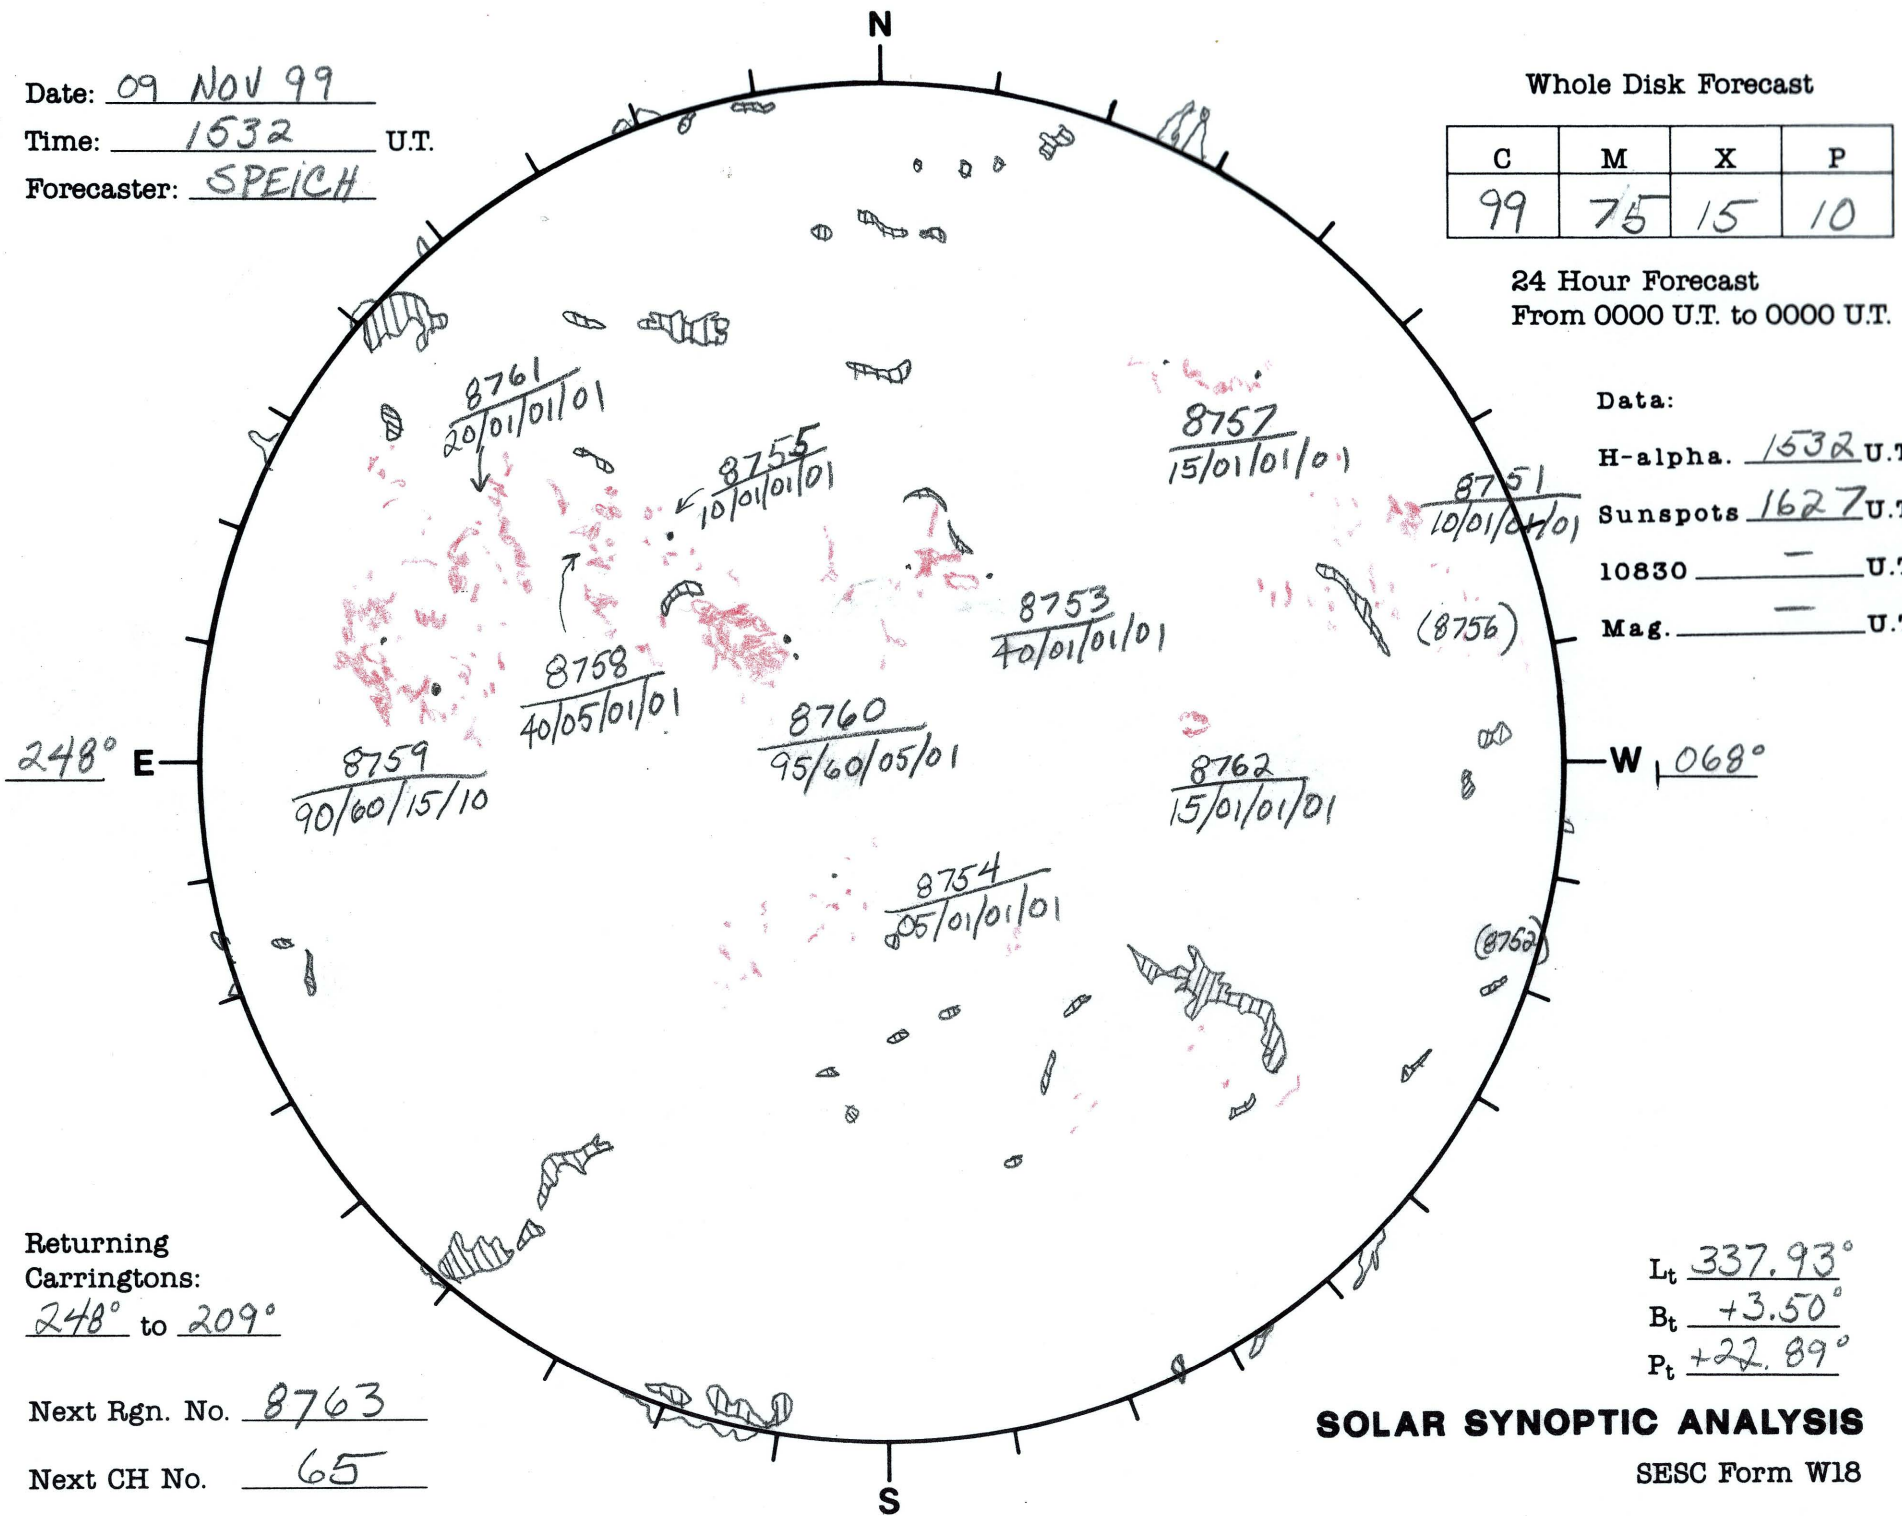 N
Date: 09 NOV 99
Time: 1532 U.T.
Forecaster: SPEICH
Whole Disk Forecast
C M X P
99 75 15 10
24 Hour Forecast
From 0000 U.T. to 0000 U.T.
Data:
H-alpha. 1532 U.T
Sunspots 1627 U.T
10830 — U.T
Mag. — U.T
8761
20/01/01/01
8755
10/01/01/01
8757
15/01/01/01
8751
10/01/01/01
8753
40/01/01/01
(8756)
8758
40/05/01/01
8760
95/60/05/01
248° E
W 068°
8759
90/60/15/10
8762
15/01/01/01
8754
05/01/01/01
(8752)
Returning
Carringtons:
248° to 209°
Next Rgn. No. 8763
Next CH No. 65
Lt 337.93°
Bt +3.50°
Pt +22.89°
SOLAR SYNOPTIC ANALYSIS
SESC Form W18
S